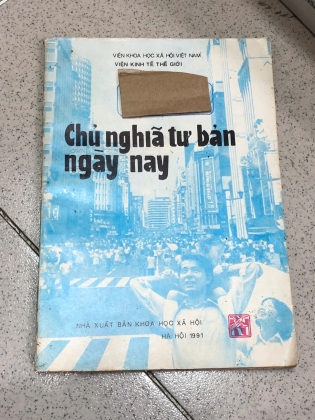 VIỆN KHOA HỌC XÃ HỘI VIỆT NAM
VIỆN KINH TẾ THẾ GIỚI
Chủ nghĩa tư bản
ngày nay
NHÀ XUẤT BẢN KHOA HỌC XÃ HỘI
HÀ NỘI 1991